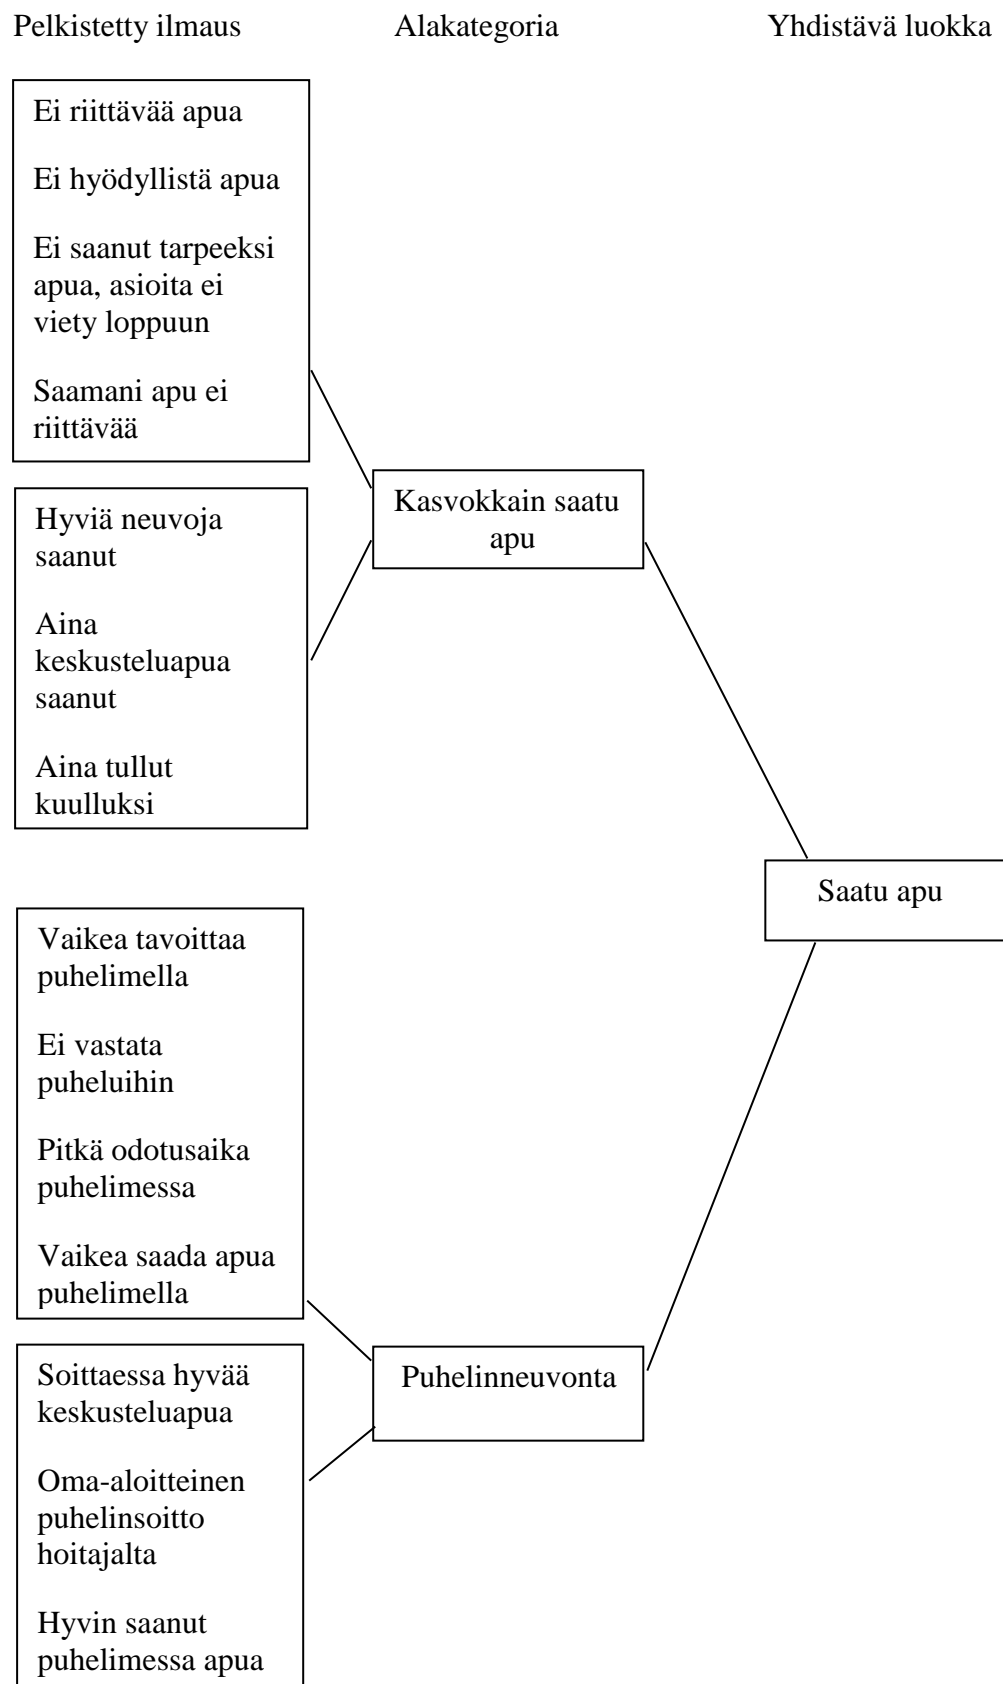 Pelkistetty ilmaus
Alakategoria
Yhdistävä luokka
Ei riittävää apua
Ei hyödyllistä apua
Ei saanut tarpeeksi
apua, asioita ei
viety loppuun
Saamani apu ei
riittävää
Hyviä neuvoja
saanut
Aina
keskusteluapua
saanut
Aina tullut
kuulluksi
Kasvokkain saatu
apu
Saatu apu
Vaikea tavoittaa
puhelimella
Ei vastata
puheluihin
Pitkä odotusaika
puhelimessa
Vaikea saada apua
puhelimella
Soittaessa hyvää
keskusteluapua
Oma-aloitteinen
puhelinsoitto
hoitajalta
Hyvin saanut
puhelimessa apua
Puhelinneuvonta